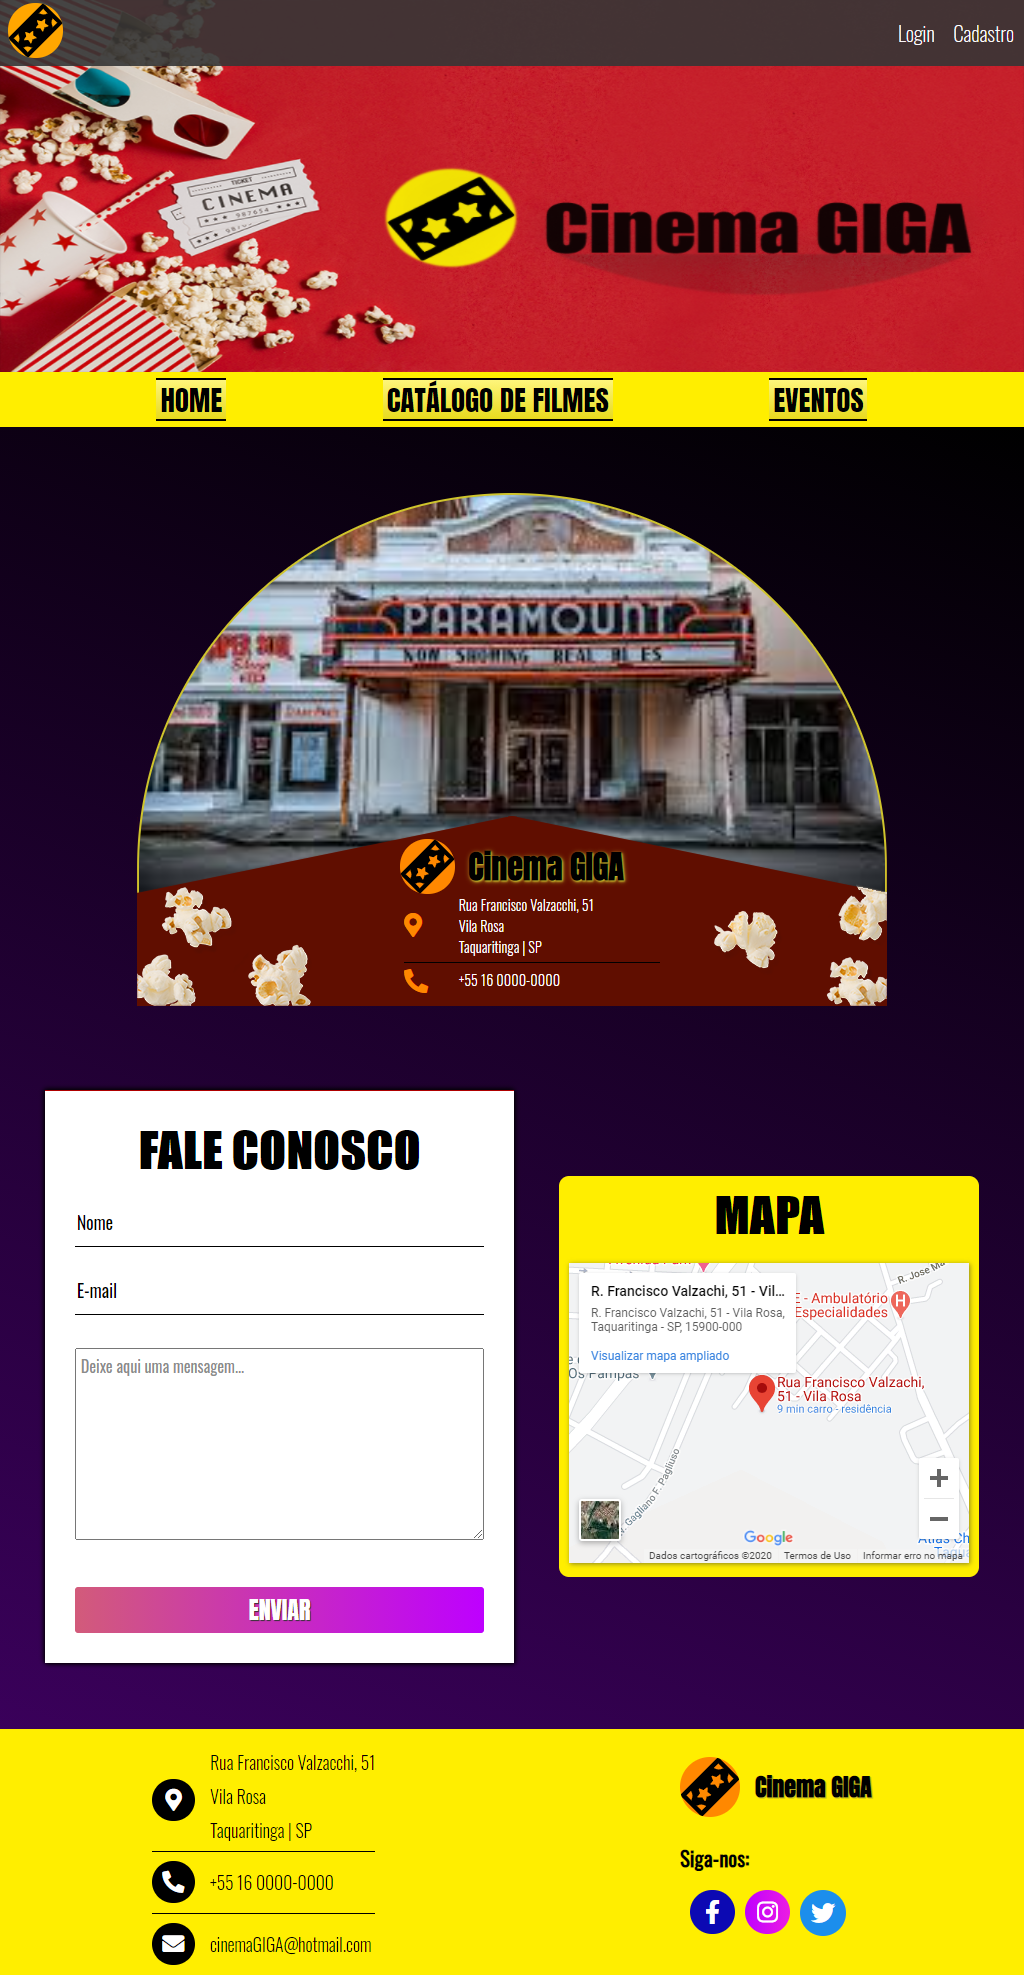 Login Cadastro
TICKET
CINEMA
987654
Cinema GIGA
HOME
CATÁLOGO DE FILMES
EVENTOS
PARAMOUNT
NOW SHOWING REAL
Cinema GIGA
Rua Francisco Valzacchi, 51
Vila Rosa
Taquaritinga | SP
+55 16 0000-0000
FALE CONOSCO
Nome
E-mail
Deixe aqui uma mensagem...
ENVIAR
MAPA
R. Jose Ma
R. Francisco Valzachi, 51 - Vil...
R. Francisco Valzachi, 51 - Vila Rosa,
Taquaritinga - SP, 15900-000
Visualizar mapa ampliado
E - Ambulatório
Especialidades
Os Pampas
Rua Francisco Valzachi,
51 - Vila Rosa
9 min carro - residência
Gagliano F. Pagliuso
Google
Atlas Ch
Dados cartográficos ©2020 Termos de Uso Informar erro no mapa
Rua Francisco Valzacchi, 51
Vila Rosa
Taquaritinga | SP
+55 16 0000-0000
cinemaGIGA@hotmail.com
Cinema GIGA
Siga-nos: